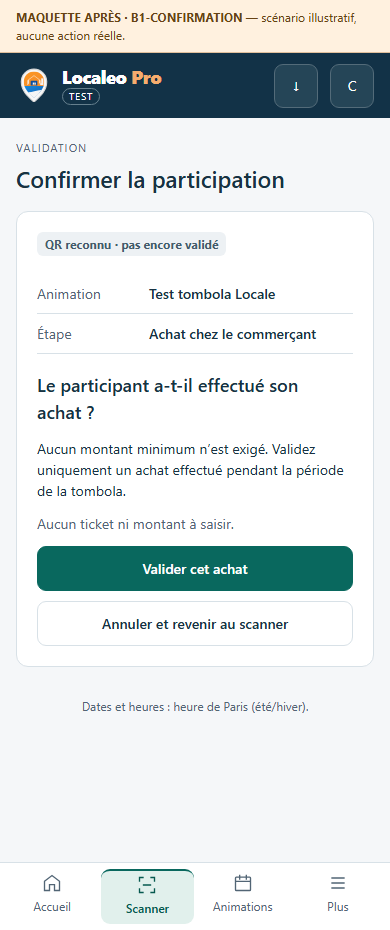 MAQUETTE APRÈS · B1-CONFIRMATION — scénario illustratif,
aucune action réelle.
Localeo Pro
TEST
↓
C
VALIDATION
Confirmer la participation
QR reconnu · pas encore validé
Animation
Test tombola Locale
Étape
Achat chez le commerçant
Le participant a-t-il effectué son
achat ?
Aucun montant minimum n’est exigé. Validez
uniquement un achat effectué pendant la période
de la tombola.
Aucun ticket ni montant à saisir.
Valider cet achat
Annuler et revenir au scanner
Dates et heures : heure de Paris (été/hiver).
Accueil
Scanner
Animations
Plus